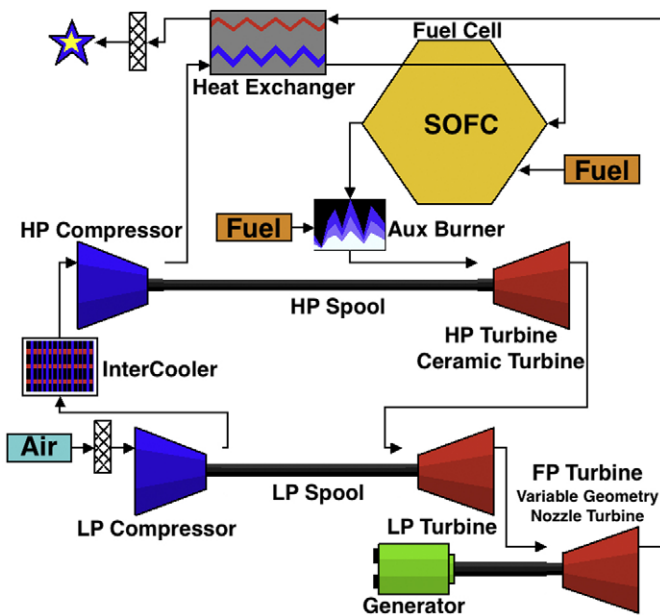 Fuel Cell
Heat Exchanger
SOFC
Fuel
Fuel
Aux Burner
HP Compressor
HP Spool
HP Turbine
Ceramic Turbine
InterCooler
Air
LP Spool
LP Compressor
LP Turbine
FP Turbine
Variable Geometry
Nozzle Turbine
Generator